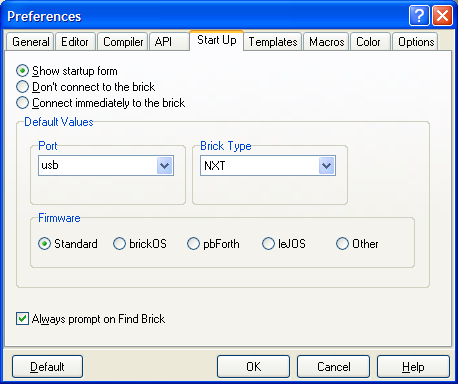 Preferences
General Editor Compiler API Start Up Templates Macros Color Options
Show startup form
Don't connect to the brick
Connect immediately to the brick
Default Values
Port Brick Type
usb NXT
Firmware
Standard brickOS pbForth leJOS Other
Always prompt on Find Brick
Default OK Cancel Help